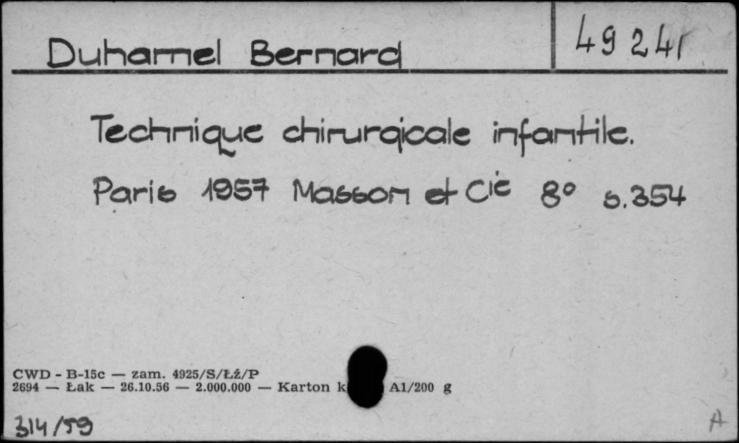 Duhamel Bernard 49 241
Technique chirurgicale infantile.
Paris 1957 Masson et Cie 8° s.354
CWD - B-15c — zam. 4925/S/Łź/P
2694 — Łak — 26.10.56 — 2.000.000 — Karton k A1/200 g
314/59 A